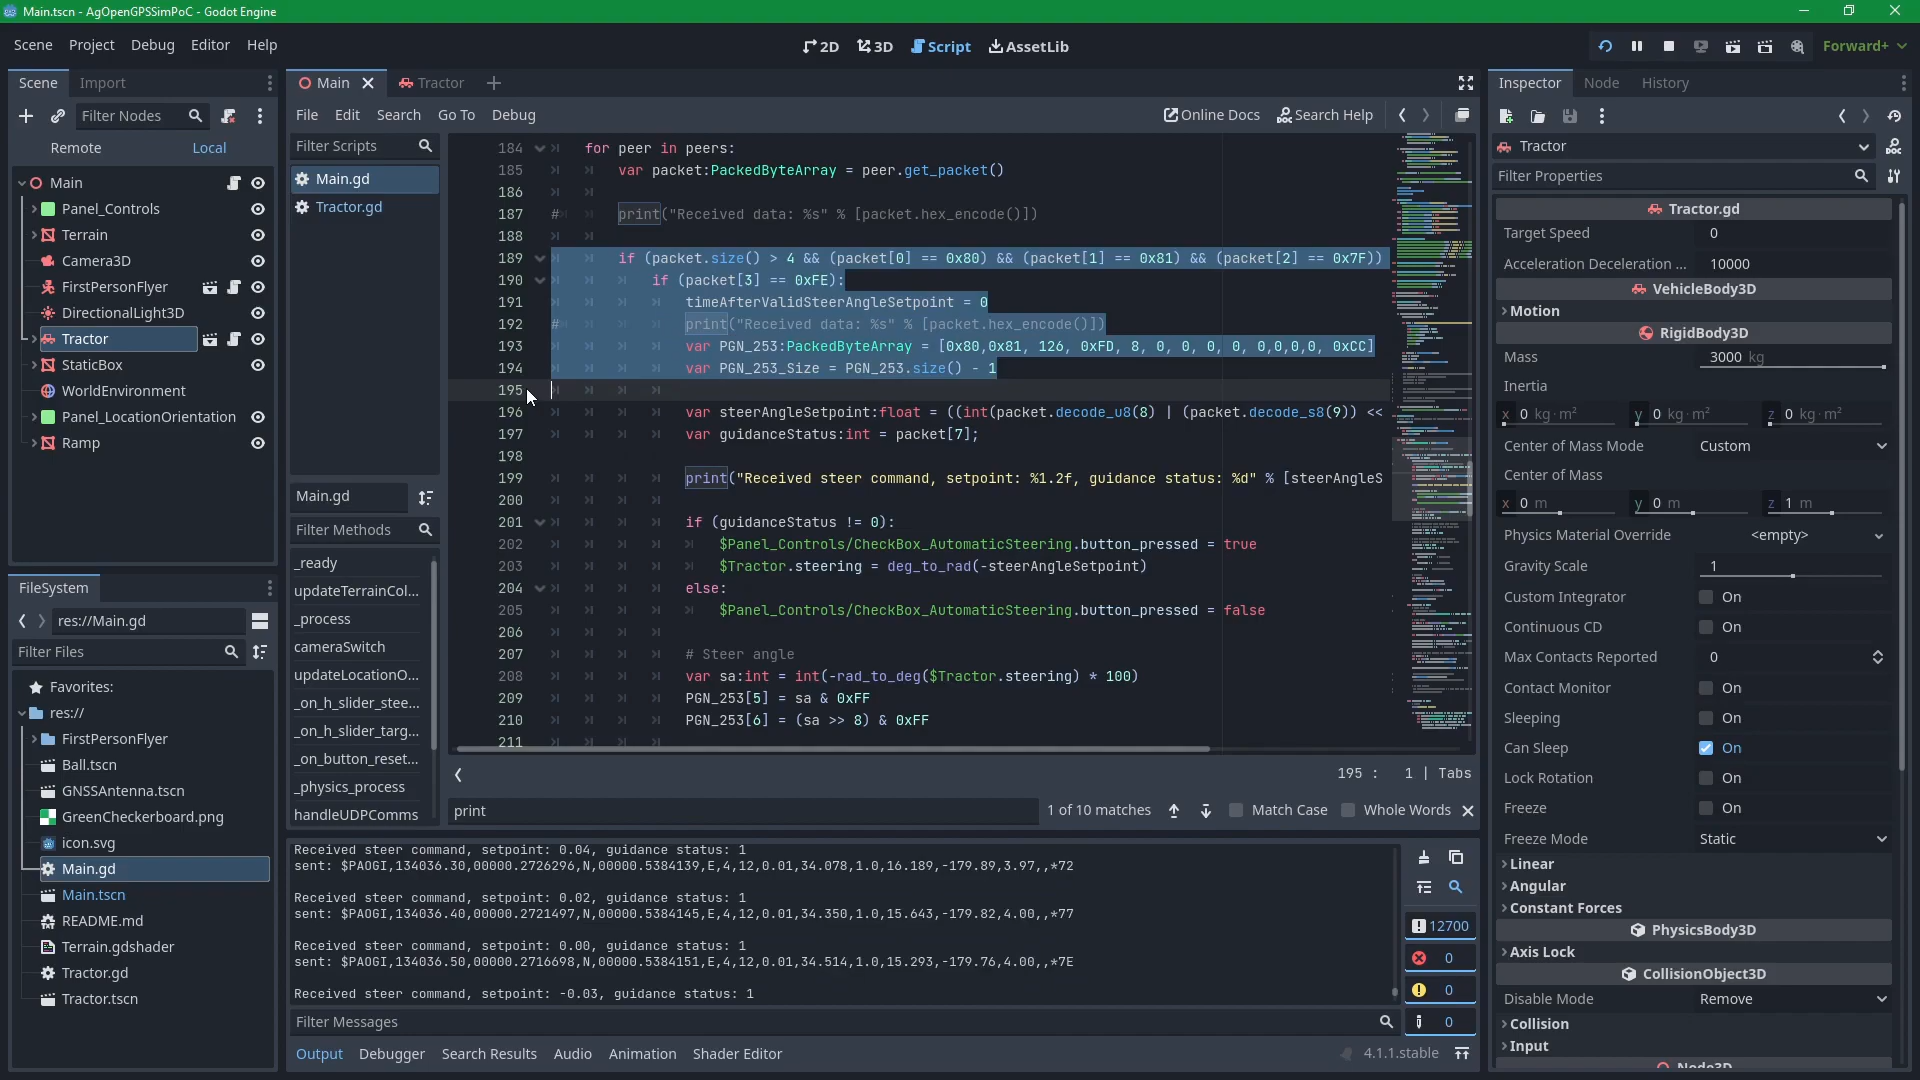 Main.tscn - AgOpenGPSSimPoC - Godot Engine
Scene Project Debug Editor Help
2D 3D Script AssetLib
Forward+
Scene Import
Filter Nodes
Remote Local
Main
Panel_Controls
Terrain
Camera3D
FirstPersonFlyer
DirectionalLight3D
Tractor
StaticBox
WorldEnvironment
Panel_LocationOrientation
Ramp
FileSystem
res://Main.gd
Filter Files
Favorites:
res://
FirstPersonFlyer
Ball.tscn
GNSSAntenna.tscn
GreenCheckerboard.png
icon.svg
Main.gd
Main.tscn
README.md
Terrain.gdshader
Tractor.gd
Tractor.tscn
Main Tractor
File Edit Search Go To Debug
Online Docs Search Help
Filter Scripts
Main.gd
Tractor.gd
Main.gd
Filter Methods
_ready
updateTerrainCol...
_process
cameraSwitch
updateLocationO...
_on_h_slider_stee...
_on_h_slider_targ...
_on_button_reset...
_physics_process
handleUDPComms
184 for peer in peers:
185 var packet:PackedByteArray = peer.get_packet()
186
187 # print("Received data: %s" % [packet.hex_encode()])
188
189 if (packet.size() > 4 && (packet[0] == 0x80) && (packet[1] == 0x81) && (packet[2] == 0x7F))
190 if (packet[3] == 0xFE):
191 timeAfterValidSteerAngleSetpoint = 0
192 # print("Received data: %s" % [packet.hex_encode()])
193 var PGN_253:PackedByteArray = [0x80,0x81, 126, 0xFD, 8, 0, 0, 0, 0, 0,0,0,0, 0xCC]
194 var PGN_253_Size = PGN_253.size() - 1
195
196 var steerAngleSetpoint:float = ((int(packet.decode_u8(8) | (packet.decode_s8(9)) <<
197 var guidanceStatus:int = packet[7];
198
199 print("Received steer command, setpoint: %1.2f, guidance status: %d" % [steerAngleS
200
201 if (guidanceStatus != 0):
202 $Panel_Controls/CheckBox_AutomaticSteering.button_pressed = true
203 $Tractor.steering = deg_to_rad(-steerAngleSetpoint)
204 else:
205 $Panel_Controls/CheckBox_AutomaticSteering.button_pressed = false
206
207 # Steer angle
208 var sa:int = int(-rad_to_deg($Tractor.steering) * 100)
209 PGN_253[5] = sa & 0xFF
210 PGN_253[6] = (sa >> 8) & 0xFF
211
195 : 1 | Tabs
print
1 of 10 matches Match Case Whole Words
Received steer command, setpoint: 0.04, guidance status: 1
sent: $PAOGI,134036.30,00000.2726296,N,00000.5384139,E,4,12,0.01,34.078,1.0,16.189,-179.89,3.97,,*72
Received steer command, setpoint: 0.02, guidance status: 1
sent: $PAOGI,134036.40,00000.2721497,N,00000.5384145,E,4,12,0.01,34.350,1.0,15.643,-179.82,4.00,,*77
Received steer command, setpoint: 0.00, guidance status: 1
sent: $PAOGI,134036.50,00000.2716698,N,00000.5384151,E,4,12,0.01,34.514,1.0,15.293,-179.76,4.00,,*7E
Received steer command, setpoint: -0.03, guidance status: 1
12700
0
0
0
Filter Messages
Output Debugger Search Results Audio Animation Shader Editor
4.1.1.stable
Inspector Node History
Tractor
Filter Properties
Tractor.gd
Target Speed 0
Acceleration Deceleration ... 10000
VehicleBody3D
Motion
RigidBody3D
Mass 3000 kg
Inertia
x 0 kg·m² y 0 kg·m² z 0 kg·m²
Center of Mass Mode Custom
Center of Mass
x 0 m y 0 m z 1 m
Physics Material Override <empty>
Gravity Scale 1
Custom Integrator On
Continuous CD On
Max Contacts Reported 0
Contact Monitor On
Sleeping On
Can Sleep On
Lock Rotation On
Freeze On
Freeze Mode Static
Linear
Angular
Constant Forces
PhysicsBody3D
Axis Lock
CollisionObject3D
Disable Mode Remove
Collision
Input
Node3D